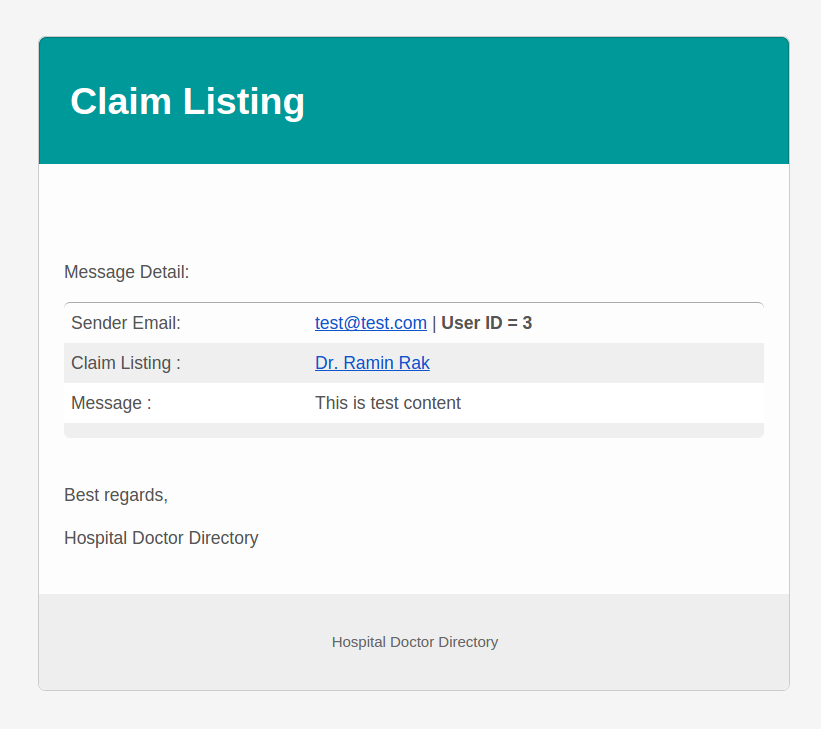 Claim Listing
Message Detail:
Sender Email: test@test.com | User ID = 3
Claim Listing : Dr. Ramin Rak
Message : This is test content
Best regards,
Hospital Doctor Directory
Hospital Doctor Directory